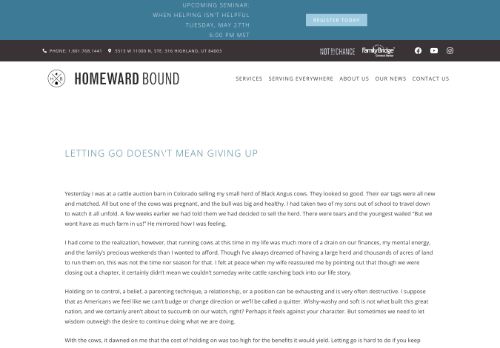 UPCOMING SEMINAR:
WHEN HELPING ISN'T HELPFUL
TUESDAY, MAY 27TH
6:00 PM MST
REGISTER TODAY
PHONE: 1.801.768.1441
5513 W 11000 N, STE. 316 HIGHLAND, UT 84003
NOT BY CHANCE
FamilyBridge
HOMEWARD BOUND
SERVICES SERVING EVERYWHERE ABOUT US OUR NEWS CONTACT US
LETTING GO DOESN\'T MEAN GIVING UP
Yesterday I was at a cattle auction barn in Colorado selling my small herd of Black Angus cows. They looked so good. Their ear tags were all new
and matched. All but one of the cows was pregnant, and the bull was big and healthy. I had taken two of my sons out of school to travel down
to watch it all unfold. A few weeks earlier we had told them we had decided to sell the herd. There were tears and the youngest wailed "But we
wont have as much farm in us!" He mirrored how I was feeling.
I had come to the realization, however, that running cows at this time in my life was much more of a drain on our finances, my mental energy,
and the family's precious weekends than I wanted to afford. Though I've always dreamed of having a large herd and thousands of acres of land
to run them on, this was not the time nor season for that. I felt at peace when my wife reassured me by pointing out that though we were
closing out a chapter, it certainly didn't mean we couldn't someday write cattle ranching back into our life story.
Holding on to control, a belief, a parenting technique, a relationship, or a position can be exhausting and is very often destructive. I suppose
that as Americans we feel like we can't budge or change direction or we'll be called a quitter. Wishy-washy and soft is not what built this great
nation, and we certainly aren't about to succumb on our watch, right? Perhaps it feels against your character. But sometimes we need to let
wisdom outweigh the desire to continue doing what we are doing.
With the cows, it dawned on me that the cost of holding on was too high for the benefits it would yield. Letting go is hard to do if you keep